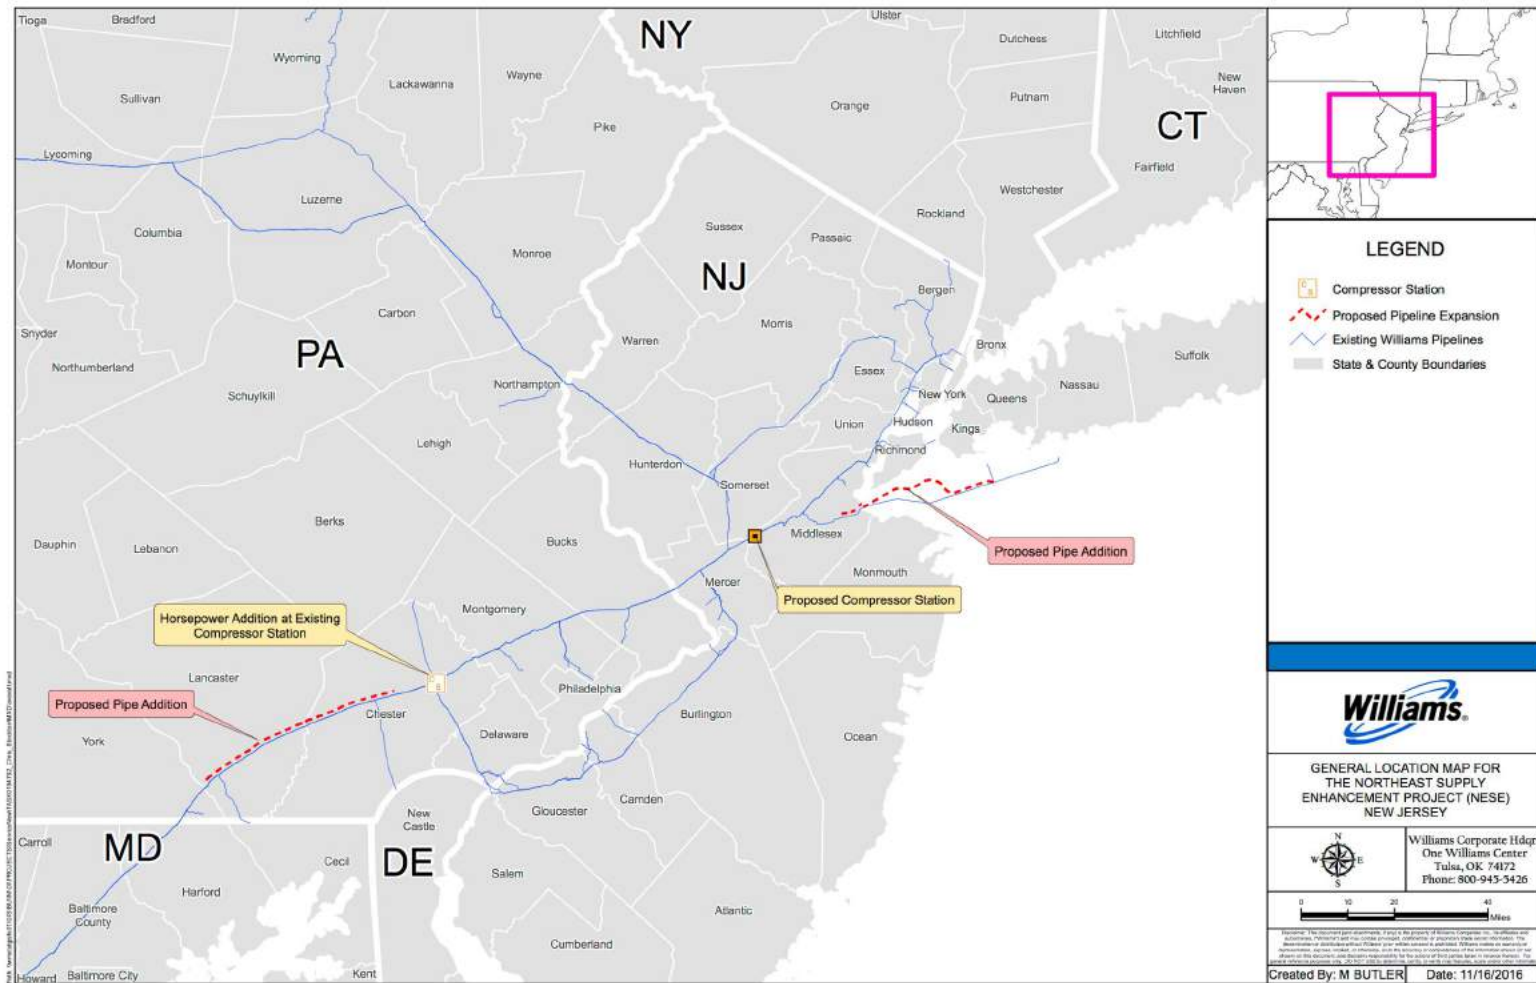 Tioga
Bradford
NY
Ulster
Dutchess
Litchfield
Wyoming
Wayne
Lackawanna
New
Haven
Sullivan
Orange
Putnam
Pike
CT
Lycoming
Fairfield
Luzerne
Westchester
Rockland
Columbia
Sussex
Passaic
Monroe
Montour
NJ
Bergen
Carbon
Morris
Snyder
Warren
Bronx
PA
Suffolk
Northumberland
Essex
Northampton
Nassau
Schuylkill
New York
Queens
Union
Hudson
Kings
Lehigh
Richmond
Hunterdon
Somerset
Berks
Middlesex
Dauphin
Lebanon
Bucks
Proposed Pipe Addition
Monmouth
Mercer
Proposed Compressor Station
Montgomery
Horsepower Addition at Existing
Compressor Station
C
S
Lancaster
Philadelphia
Proposed Pipe Addition
Chester
Burlington
York
Delaware
Ocean
Camden
New
Castle
Gloucester
Carroll
MD
Cecil
DE
Salem
Harford
Baltimore
County
Atlantic
Cumberland
Howard
Baltimore City
Kent
LEGEND
C
S
Compressor Station
Proposed Pipeline Expansion
Existing Williams Pipelines
State & County Boundaries
Williams.
GENERAL LOCATION MAP FOR
THE NORTHEAST SUPPLY
ENHANCEMENT PROJECT (NESE)
NEW JERSEY
N
W
E
S
Williams Corporate Hdqr
One Williams Center
Tulsa, OK 74172
Phone: 800-945-5426
0 10 20 40
Miles
Created By: M BUTLER
Date: 11/16/2016